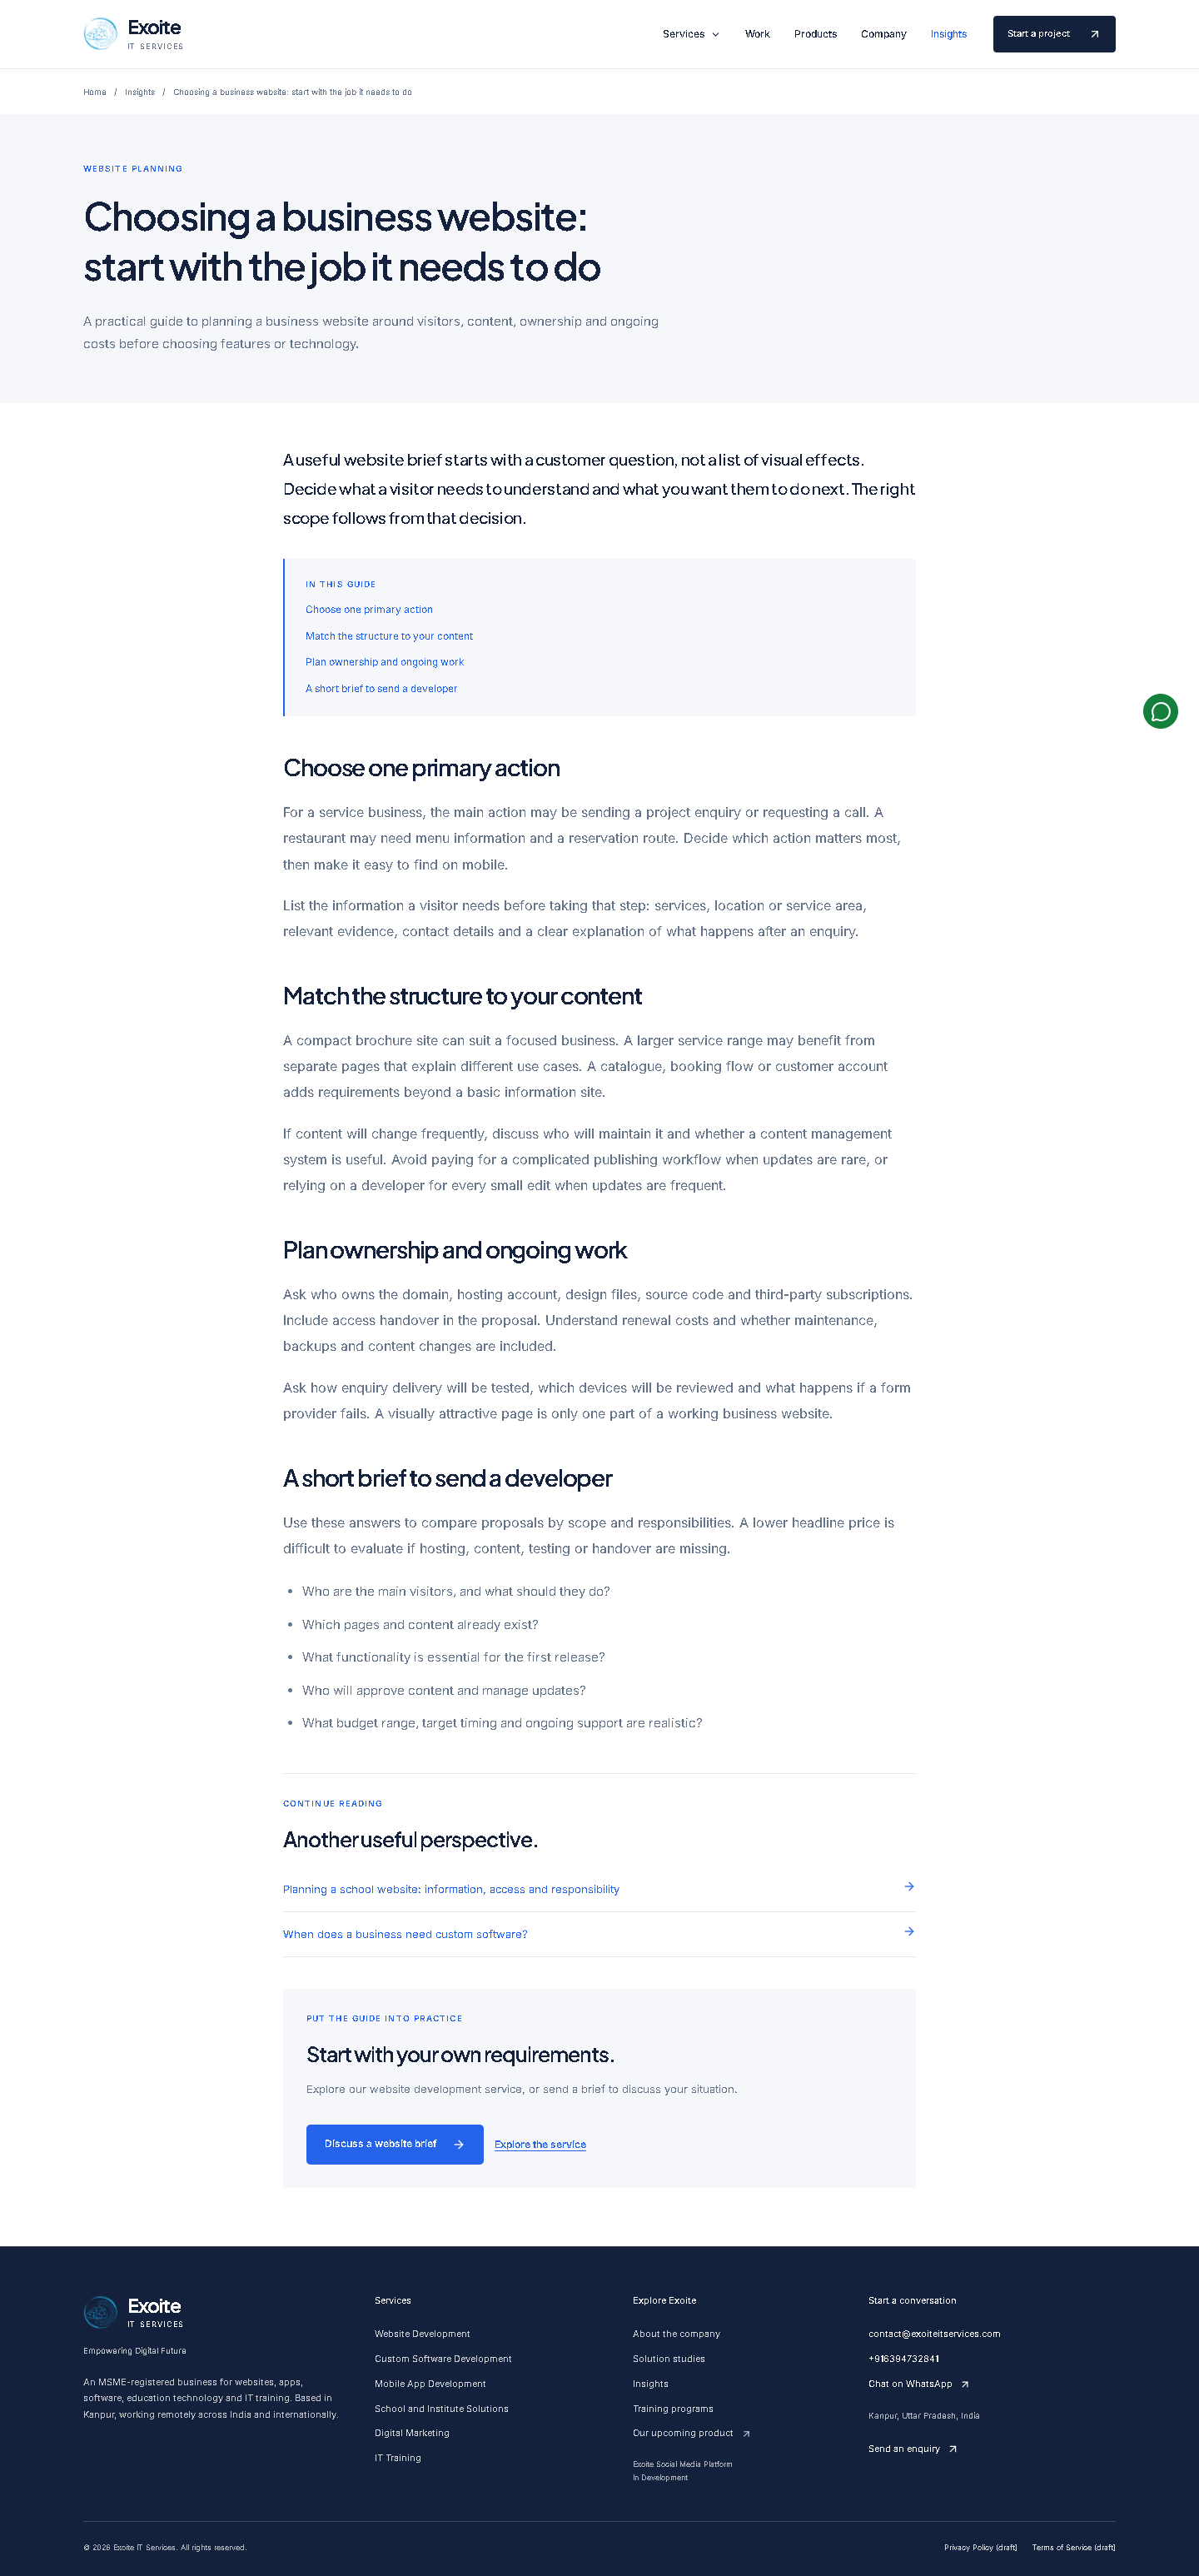 Exoite
IT SERVICES
Services
Work
Products
Company
Insights
Start a project
Home / Insights / Choosing a business website: start with the job it needs to do
WEBSITE PLANNING
Choosing a business website:
start with the job it needs to do
A practical guide to planning a business website around visitors, content, ownership and ongoing
costs before choosing features or technology.
A useful website brief starts with a customer question, not a list of visual effects.
Decide what a visitor needs to understand and what you want them to do next. The right
scope follows from that decision.
IN THIS GUIDE
Choose one primary action
Match the structure to your content
Plan ownership and ongoing work
A short brief to send a developer
Choose one primary action
For a service business, the main action may be sending a project enquiry or requesting a call. A
restaurant may need menu information and a reservation route. Decide which action matters most,
then make it easy to find on mobile.
List the information a visitor needs before taking that step: services, location or service area,
relevant evidence, contact details and a clear explanation of what happens after an enquiry.
Match the structure to your content
A compact brochure site can suit a focused business. A larger service range may benefit from
separate pages that explain different use cases. A catalogue, booking flow or customer account
adds requirements beyond a basic information site.
If content will change frequently, discuss who will maintain it and whether a content management
system is useful. Avoid paying for a complicated publishing workflow when updates are rare, or
relying on a developer for every small edit when updates are frequent.
Plan ownership and ongoing work
Ask who owns the domain, hosting account, design files, source code and third-party subscriptions.
Include access handover in the proposal. Understand renewal costs and whether maintenance,
backups and content changes are included.
Ask how enquiry delivery will be tested, which devices will be reviewed and what happens if a form
provider fails. A visually attractive page is only one part of a working business website.
A short brief to send a developer
Use these answers to compare proposals by scope and responsibilities. A lower headline price is
difficult to evaluate if hosting, content, testing or handover are missing.
• Who are the main visitors, and what should they do?
• Which pages and content already exist?
• What functionality is essential for the first release?
• Who will approve content and manage updates?
• What budget range, target timing and ongoing support are realistic?
CONTINUE READING
Another useful perspective.
Planning a school website: information, access and responsibility
When does a business need custom software?
PUT THE GUIDE INTO PRACTICE
Start with your own requirements.
Explore our website development service, or send a brief to discuss your situation.
Discuss a website brief
Explore the service
Exoite
IT SERVICES
Empowering Digital Future
An MSME-registered business for websites, apps,
software, education technology and IT training. Based in
Kanpur, working remotely across India and internationally.
Services
Website Development
Custom Software Development
Mobile App Development
School and Institute Solutions
Digital Marketing
IT Training
Explore Exoite
About the company
Solution studies
Insights
Training programs
Our upcoming product
Exoite Social Media Platform
In Development
Start a conversation
contact@exoiteitservices.com
+916394732841
Chat on WhatsApp
Kanpur, Uttar Pradesh, India
Send an enquiry
© 2026 Exoite IT Services. All rights reserved.
Privacy Policy (draft)
Terms of Service (draft)